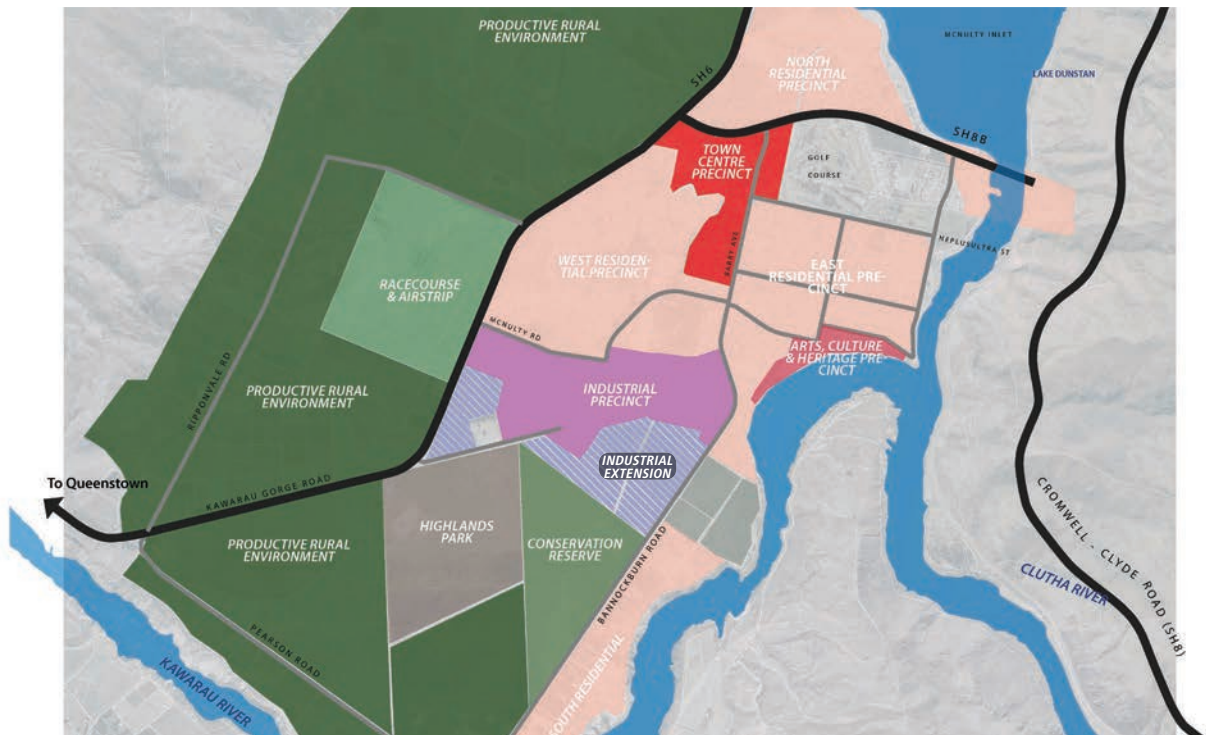 PRODUCTIVE RURAL
ENVIRONMENT
MCNULTY INLET
LAKE DUNSTAN
NORTH
RESIDENTIAL
PRECINCT
SH6
SH8B
TOWN
CENTRE
PRECINCT
GOLF
COURSE
NEPLUSULTRA ST
BARRY AVE
WEST RESIDEN-
TIAL PRECINCT
EAST
RESIDENTIAL PRE-
CINCT
RACECOURSE
& AIRSTRIP
MCNULTY RD
ARTS, CULTURE
& HERITAGE PRE-
CINCT
RIPPONVALE RD
PRODUCTIVE RURAL
ENVIRONMENT
INDUSTRIAL
PRECINCT
INDUSTRIAL
EXTENSION
To Queenstown
KAWARAU GORGE ROAD
HIGHLANDS
PARK
PRODUCTIVE RURAL
ENVIRONMENT
CONSERVATION
RESERVE
BANNOCKBURN ROAD
CROMWELL - CLYDE ROAD (SH8)
CLUTHA RIVER
PEARSON ROAD
KAWARAU RIVER
SOUTH RESIDENTIAL